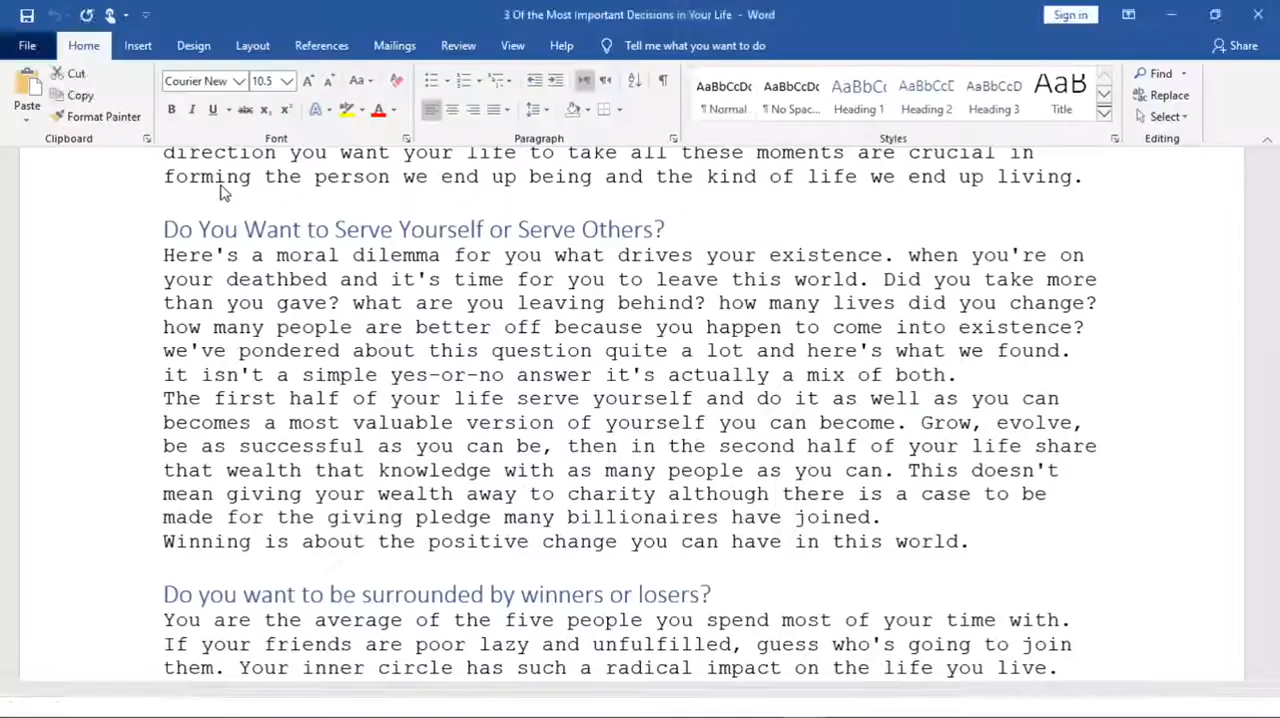 3 Of the Most Important Decisions in Your Life - Word
Sign in
File Home Insert Design Layout References Mailings Review View Help Tell me what you want to do Share
Cut
Copy
Format Painter
Paste
Clipboard
Courier New 10.5
Font
Paragraph
AaBbCcDc AaBbCcDc AaBbC AaBbCcC AaBbCcD AaB
¶ Normal ¶ No Spac... Heading 1 Heading 2 Heading 3 Title
Styles
Find
Replace
Select
Editing
direction you want your life to take all these moments are crucial in
forming the person we end up being and the kind of life we end up living.
Do You Want to Serve Yourself or Serve Others?
Here's a moral dilemma for you what drives your existence. when you're on
your deathbed and it's time for you to leave this world. Did you take more
than you gave? what are you leaving behind? how many lives did you change?
how many people are better off because you happen to come into existence?
we've pondered about this question quite a lot and here's what we found.
it isn't a simple yes-or-no answer it's actually a mix of both.
The first half of your life serve yourself and do it as well as you can
becomes a most valuable version of yourself you can become. Grow, evolve,
be as successful as you can be, then in the second half of your life share
that wealth that knowledge with as many people as you can. This doesn't
mean giving your wealth away to charity although there is a case to be
made for the giving pledge many billionaires have joined.
Winning is about the positive change you can have in this world.
Do you want to be surrounded by winners or losers?
You are the average of the five people you spend most of your time with.
If your friends are poor lazy and unfulfilled, guess who's going to join
them. Your inner circle has such a radical impact on the life you live.